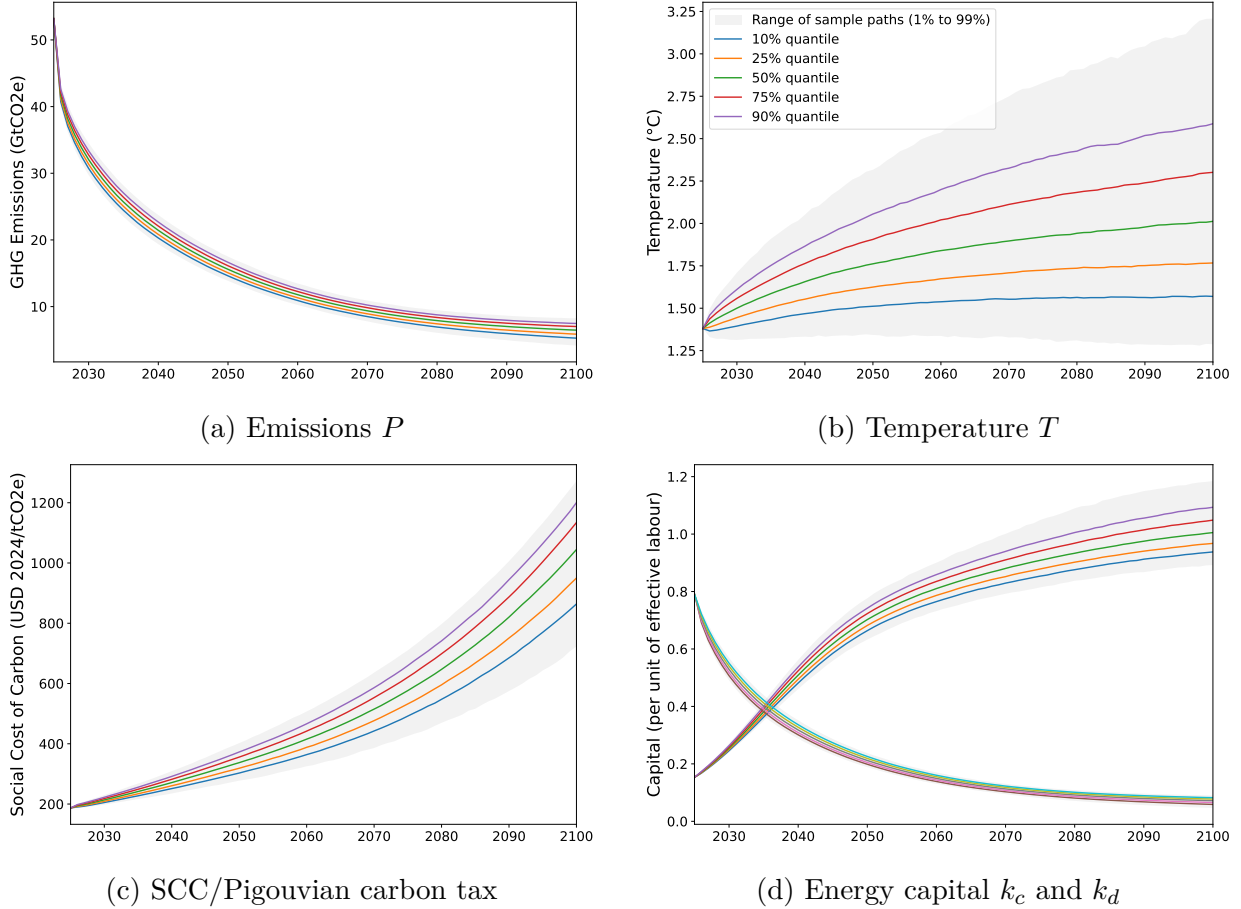 50
40
30
20
10
GHG Emissions (GtCO2e)
2030 2040 2050 2060 2070 2080 2090 2100
(a) Emissions P
3.25
3.00
2.75
2.50
2.25
2.00
1.75
1.50
1.25
Temperature (°C)
Range of sample paths (1% to 99%)
10% quantile
25% quantile
50% quantile
75% quantile
90% quantile
2030 2040 2050 2060 2070 2080 2090 2100
(b) Temperature T
1200
1000
800
600
400
200
Social Cost of Carbon (USD 2024/tCO2e)
2030 2040 2050 2060 2070 2080 2090 2100
(c) SCC/Pigouvian carbon tax
1.2
1.0
0.8
0.6
0.4
0.2
0.0
Capital (per unit of effective labour)
2030 2040 2050 2060 2070 2080 2090 2100
(d) Energy capital k_c and k_d